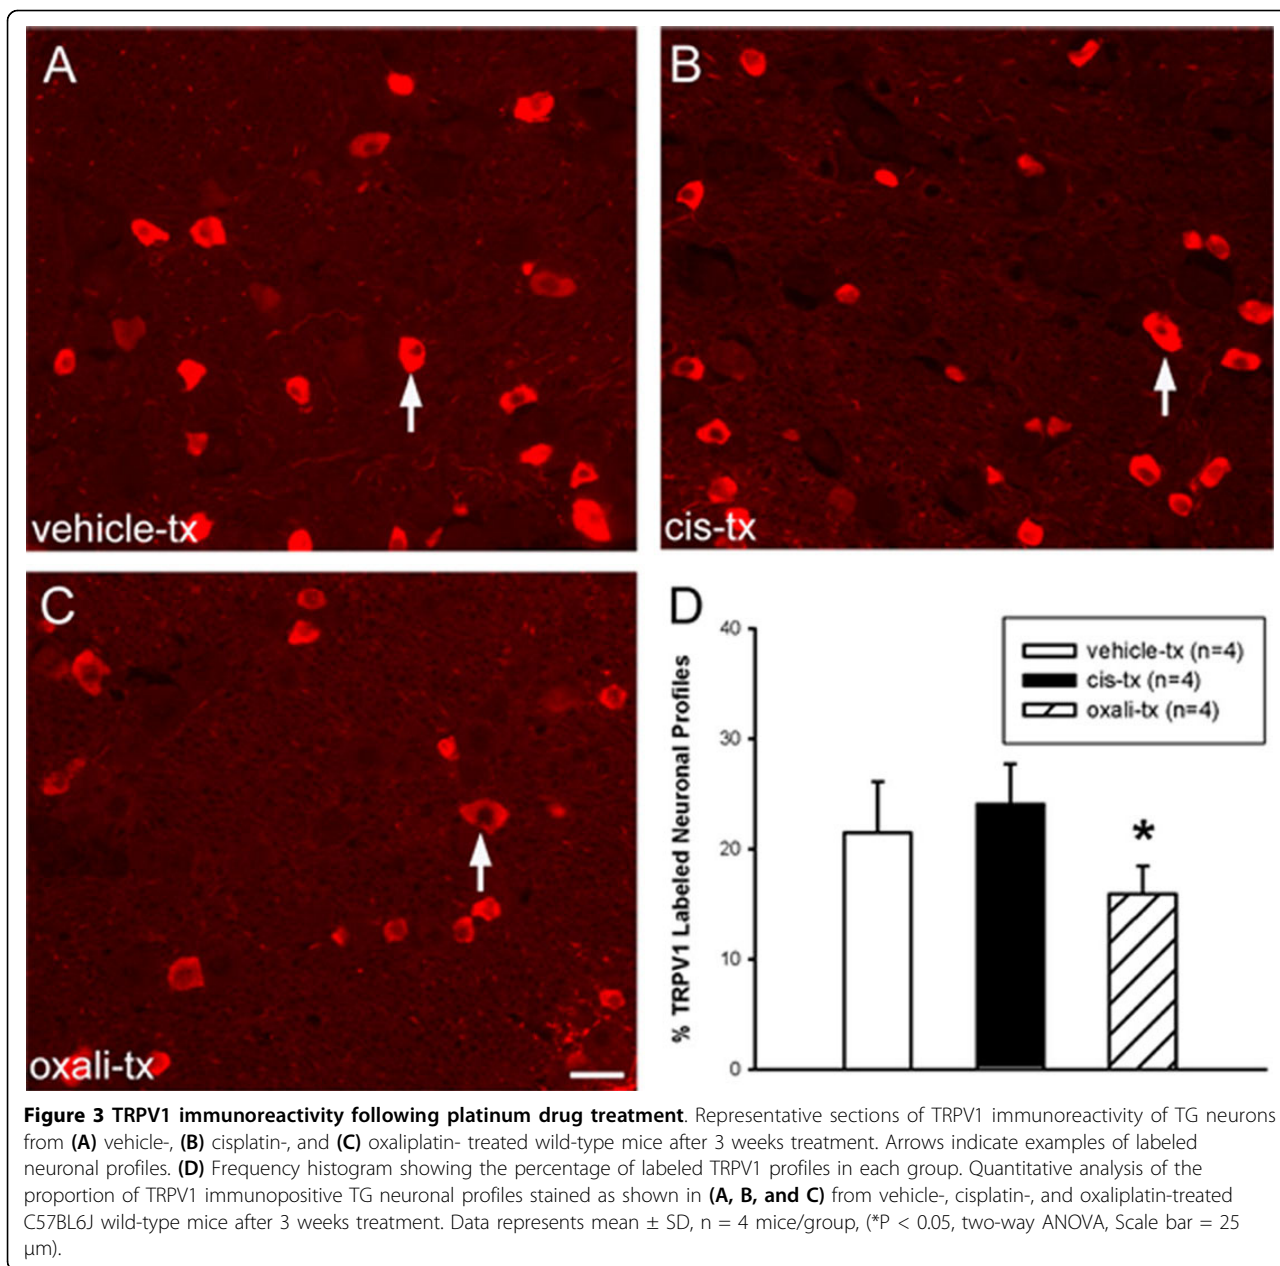 A
vehicle-tx
B
cis-tx
C
oxali-tx
D
40
30
20
10
0
% TRPV1 Labeled Neuronal Profiles
vehicle-tx (n=4)
cis-tx (n=4)
oxali-tx (n=4)
*
Figure 3 TRPV1 immunoreactivity following platinum drug treatment. Representative sections of TRPV1 immunoreactivity of TG neurons
from (A) vehicle-, (B) cisplatin-, and (C) oxaliplatin- treated wild-type mice after 3 weeks treatment. Arrows indicate examples of labeled
neuronal profiles. (D) Frequency histogram showing the percentage of labeled TRPV1 profiles in each group. Quantitative analysis of the
proportion of TRPV1 immunopositive TG neuronal profiles stained as shown in (A, B, and C) from vehicle-, cisplatin-, and oxaliplatin-treated
C57BL6J wild-type mice after 3 weeks treatment. Data represents mean ± SD, n = 4 mice/group, (*P < 0.05, two-way ANOVA, Scale bar = 25
μm).